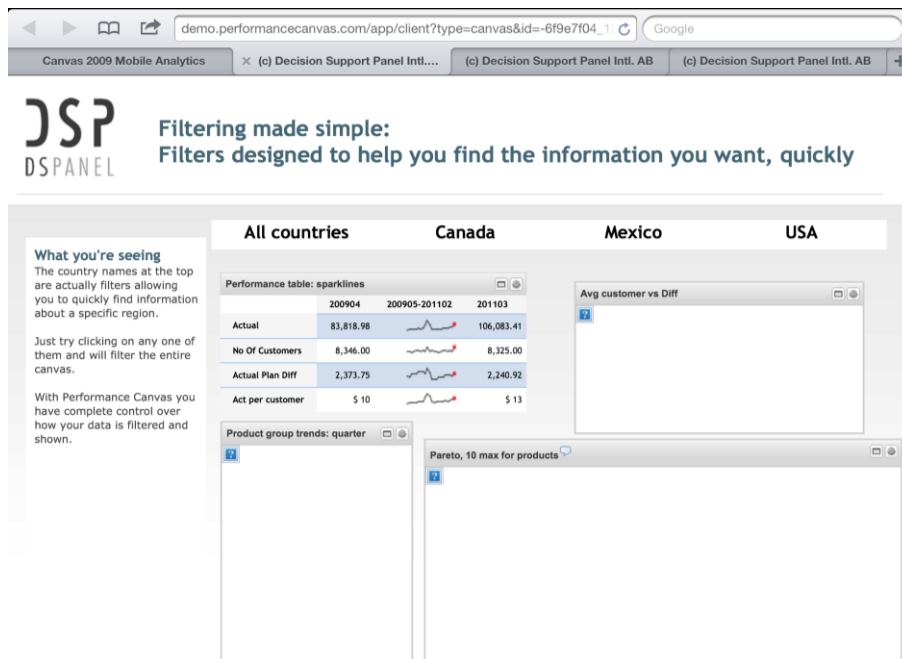 demo.performancecanvas.com/app/client?type=canvas&id=-6f9e7f04_1
Google
Canvas 2009 Mobile Analytics
(c) Decision Support Panel Intl....
(c) Decision Support Panel Intl. AB
(c) Decision Support Panel Intl. AB
DSP
DSPANEL
Filtering made simple:
Filters designed to help you find the information you want, quickly
All countries Canada Mexico USA
What you're seeing
The country names at the top
are actually filters allowing
you to quickly find information
about a specific region.
Just try clicking on any one of
them and will filter the entire
canvas.
With Performance Canvas you
have complete control over
how your data is filtered and
shown.
Performance table: sparklines
200904 200905-201102 201103
Actual 83,818.98 106,083.41
No Of Customers 8,346.00 8,325.00
Actual Plan Diff 2,373.75 2,240.92
Act per customer $ 10 $ 13
Avg customer vs Diff
?
Product group trends: quarter
?
Pareto, 10 max for products
?